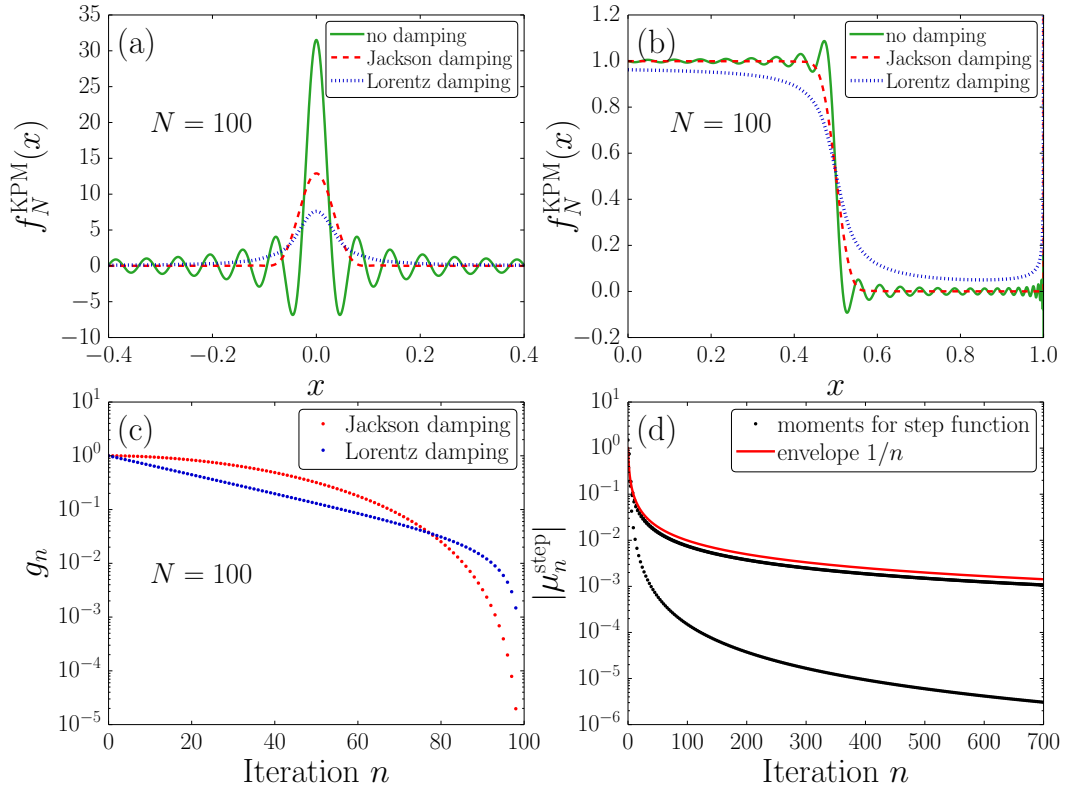 (a)
no damping
Jackson damping
Lorentz damping
N = 100
f_N^KPM(x)
35
30
25
20
15
10
5
0
−5
−10
−0.4 −0.2 0.0 0.2 0.4
x
(b)
no damping
Jackson damping
Lorentz damping
N = 100
f_N^KPM(x)
1.2
1.0
0.8
0.6
0.4
0.2
0.0
−0.2
0.0 0.2 0.4 0.6 0.8 1.0
x
(c)
Jackson damping
Lorentz damping
N = 100
g_n
10^1
10^0
10^−1
10^−2
10^−3
10^−4
10^−5
0 20 40 60 80 100
Iteration n
(d)
moments for step function
envelope 1/n
|μ_n^step|
10^1
10^0
10^−1
10^−2
10^−3
10^−4
10^−5
10^−6
0 100 200 300 400 500 600 700
Iteration n